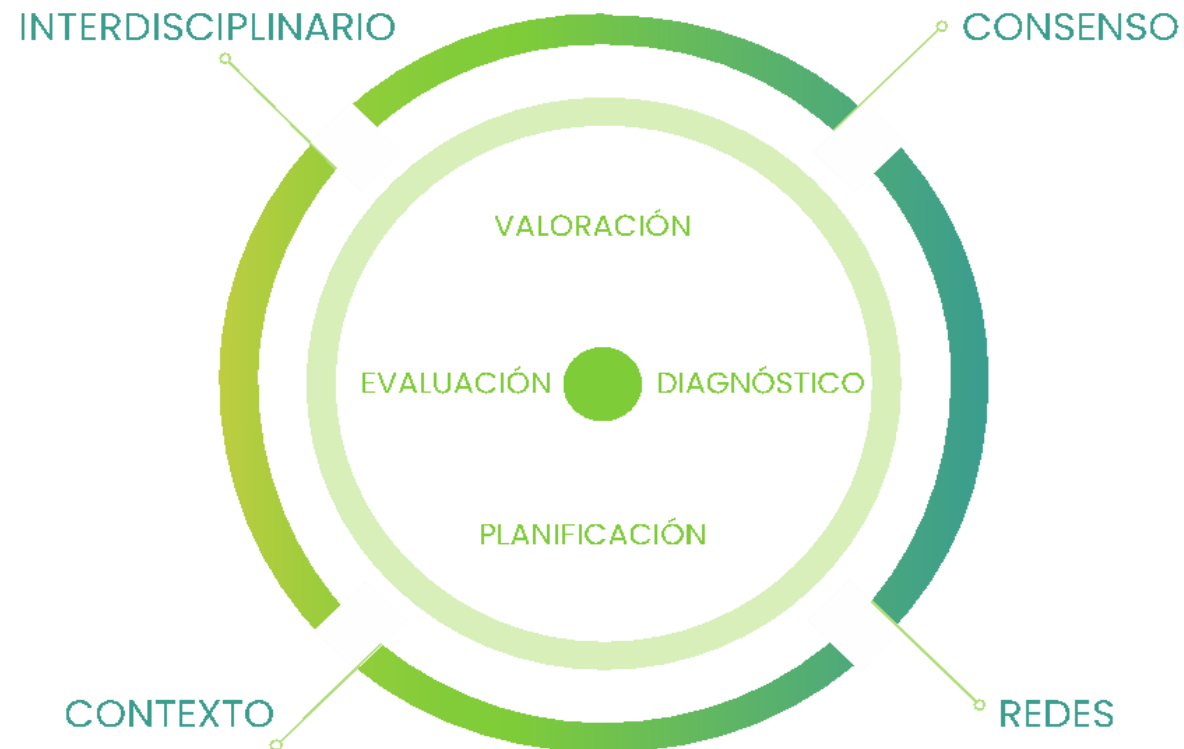 INTERDISCIPLINARIO
CONSENSO
VALORACIÓN
EVALUACIÓN
DIAGNÓSTICO
PLANIFICACIÓN
CONTEXTO
REDES